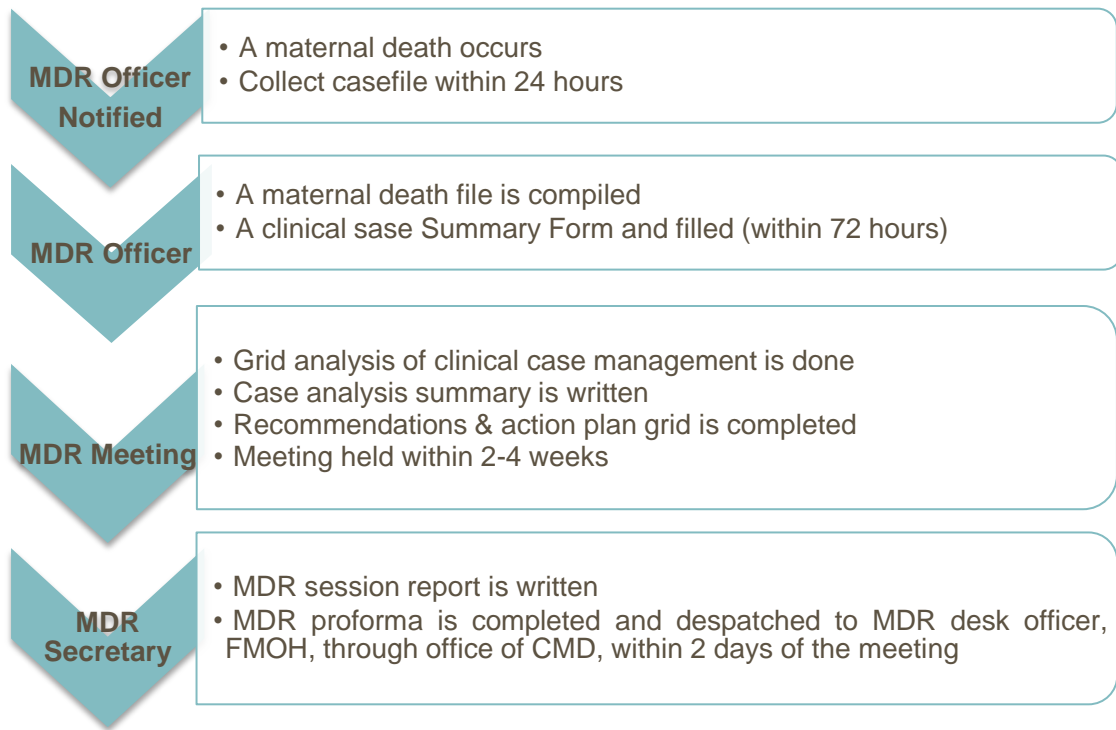 MDR Officer
Notified
• A maternal death occurs
• Collect casefile within 24 hours
MDR Officer
• A maternal death file is compiled
• A clinical sase Summary Form and filled (within 72 hours)
MDR Meeting
• Grid analysis of clinical case management is done
• Case analysis summary is written
• Recommendations & action plan grid is completed
• Meeting held within 2-4 weeks
MDR
Secretary
• MDR session report is written
• MDR proforma is completed and despatched to MDR desk officer,
FMOH, through office of CMD, within 2 days of the meeting